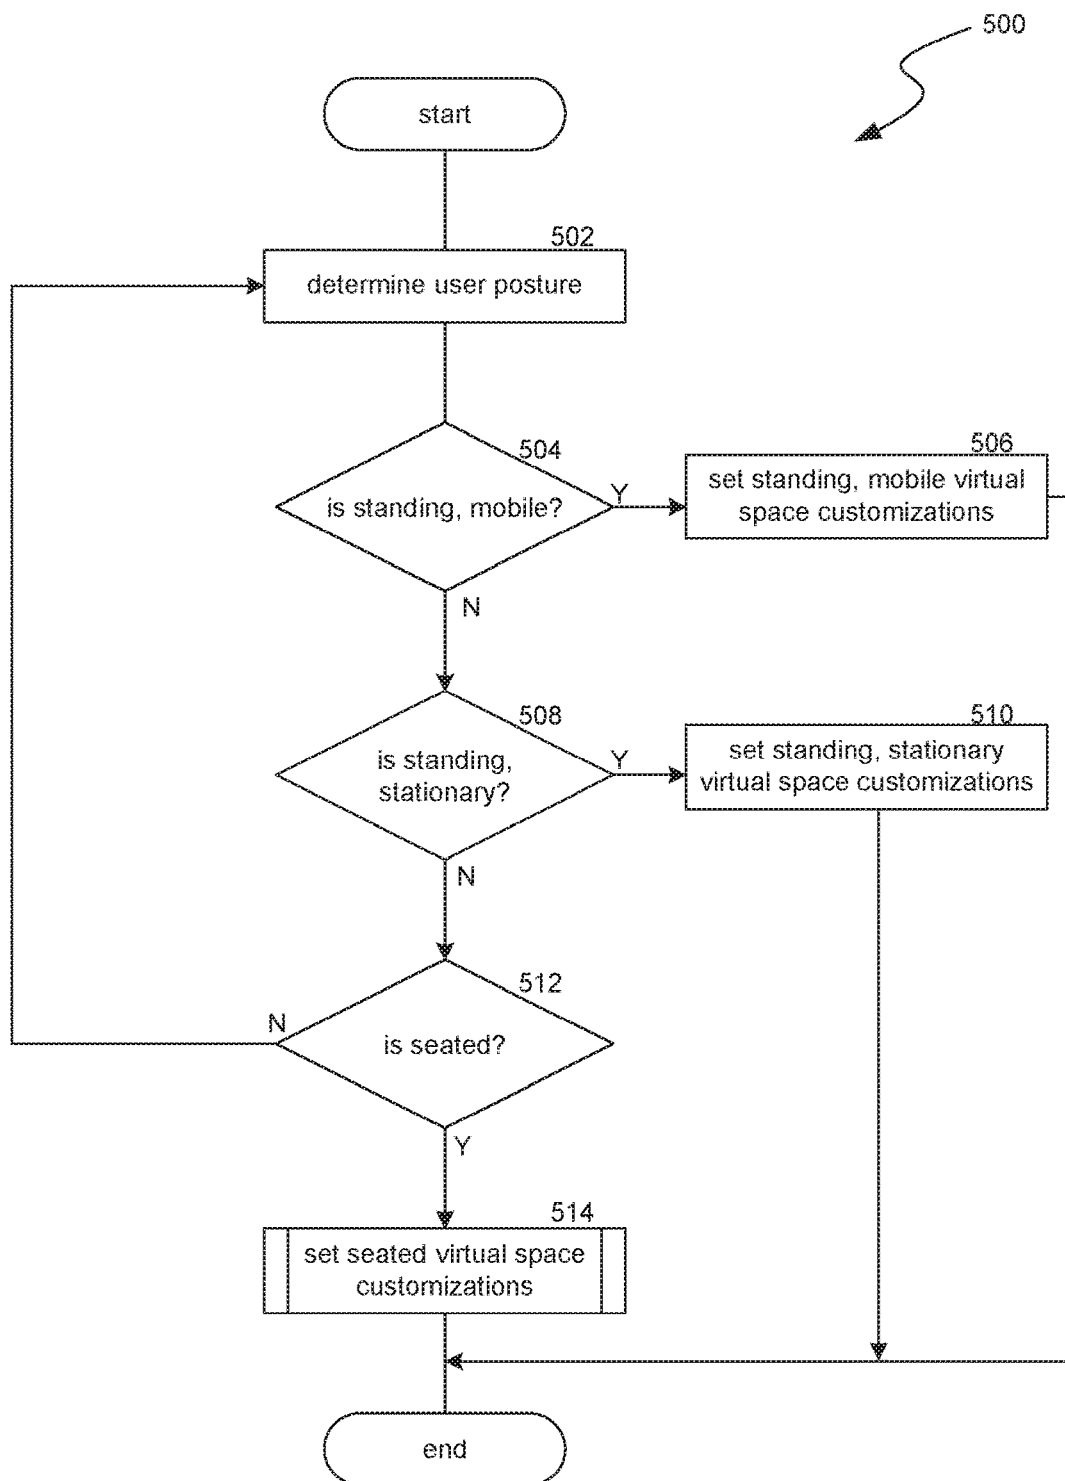 500
start
502
determine user posture
504
is standing, mobile?
Y
506
set standing, mobile virtual
space customizations
N
508
is standing,
stationary?
Y
510
set standing, stationary
virtual space customizations
N
512
is seated?
N
Y
514
set seated virtual space
customizations
end